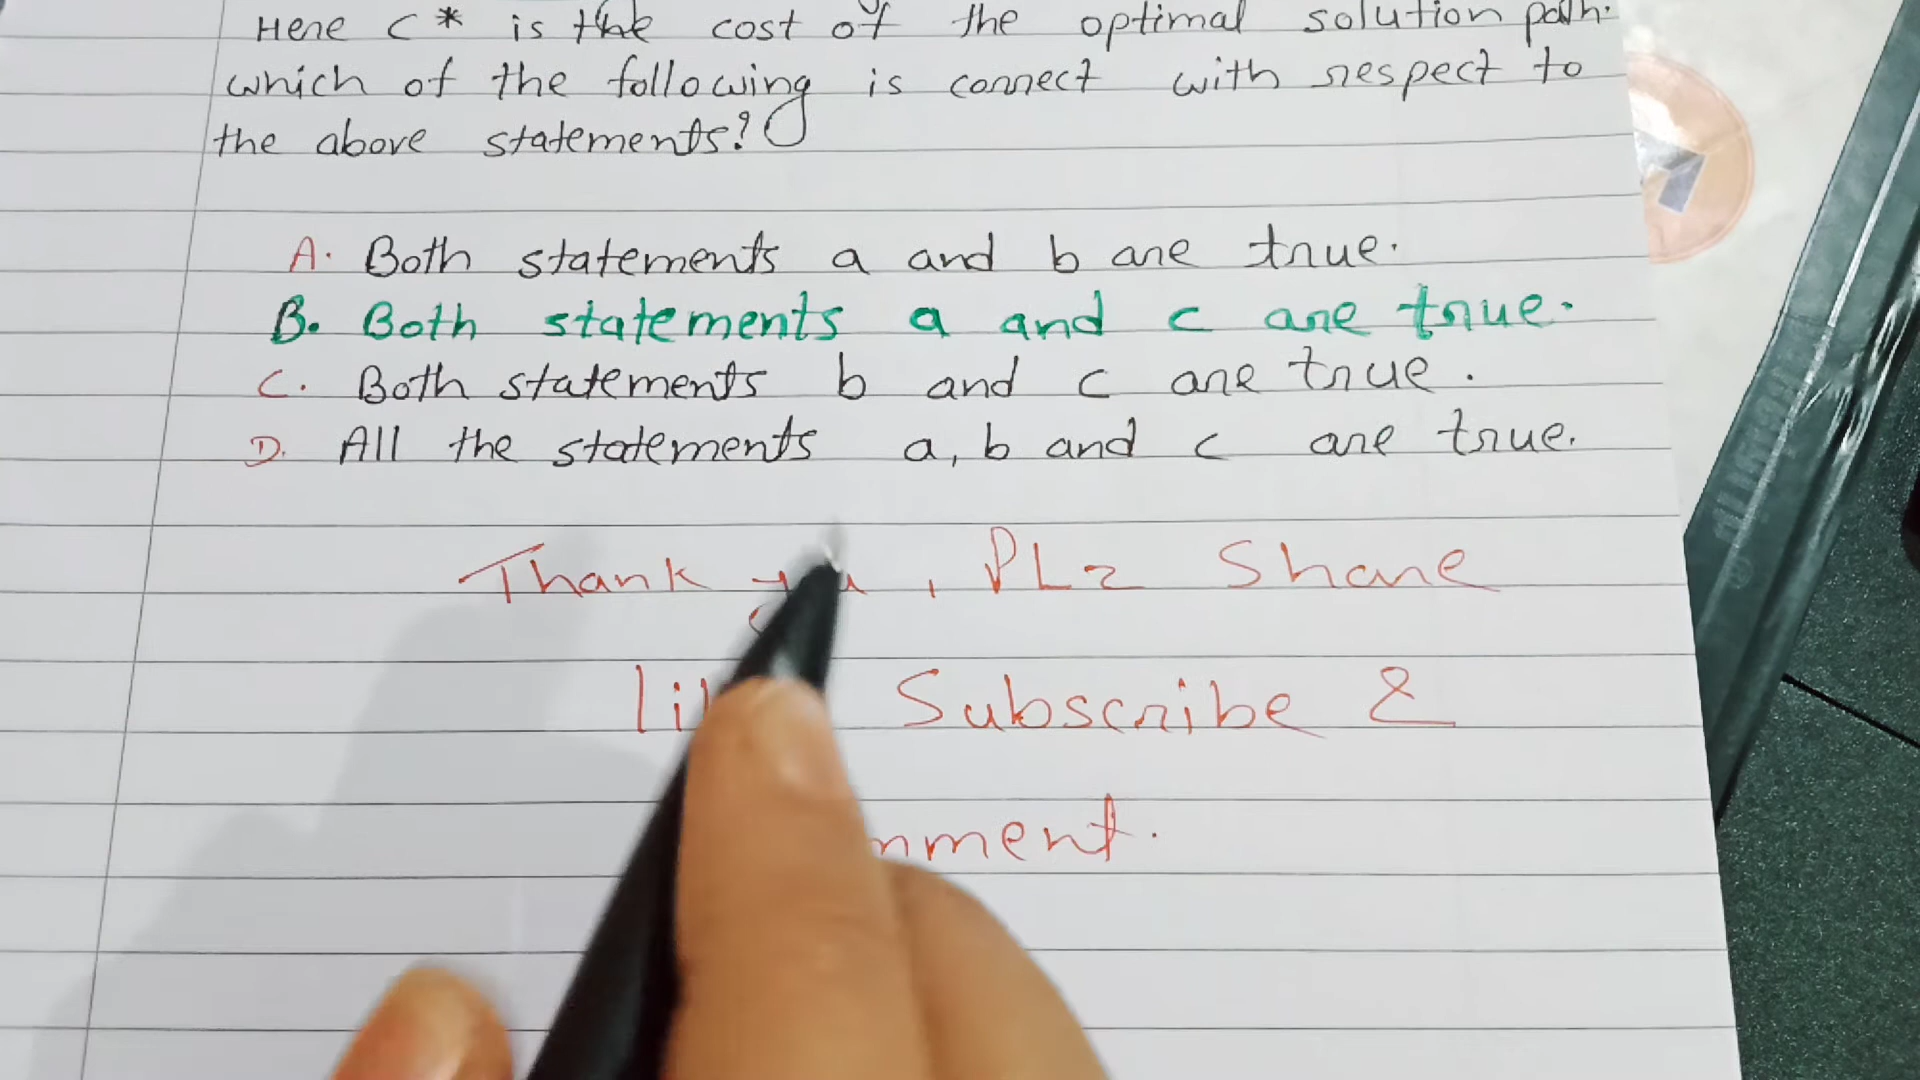 Here C* is the cost of the optimal solution path.
which of the following is correct with respect to
the above statements?
A. Both statements a and b are true.
B. Both statements a and c are true.
C. Both statements b and c are true.
D. All the statements a, b and c are true.
Thank you, PLz Share
Subscribe &